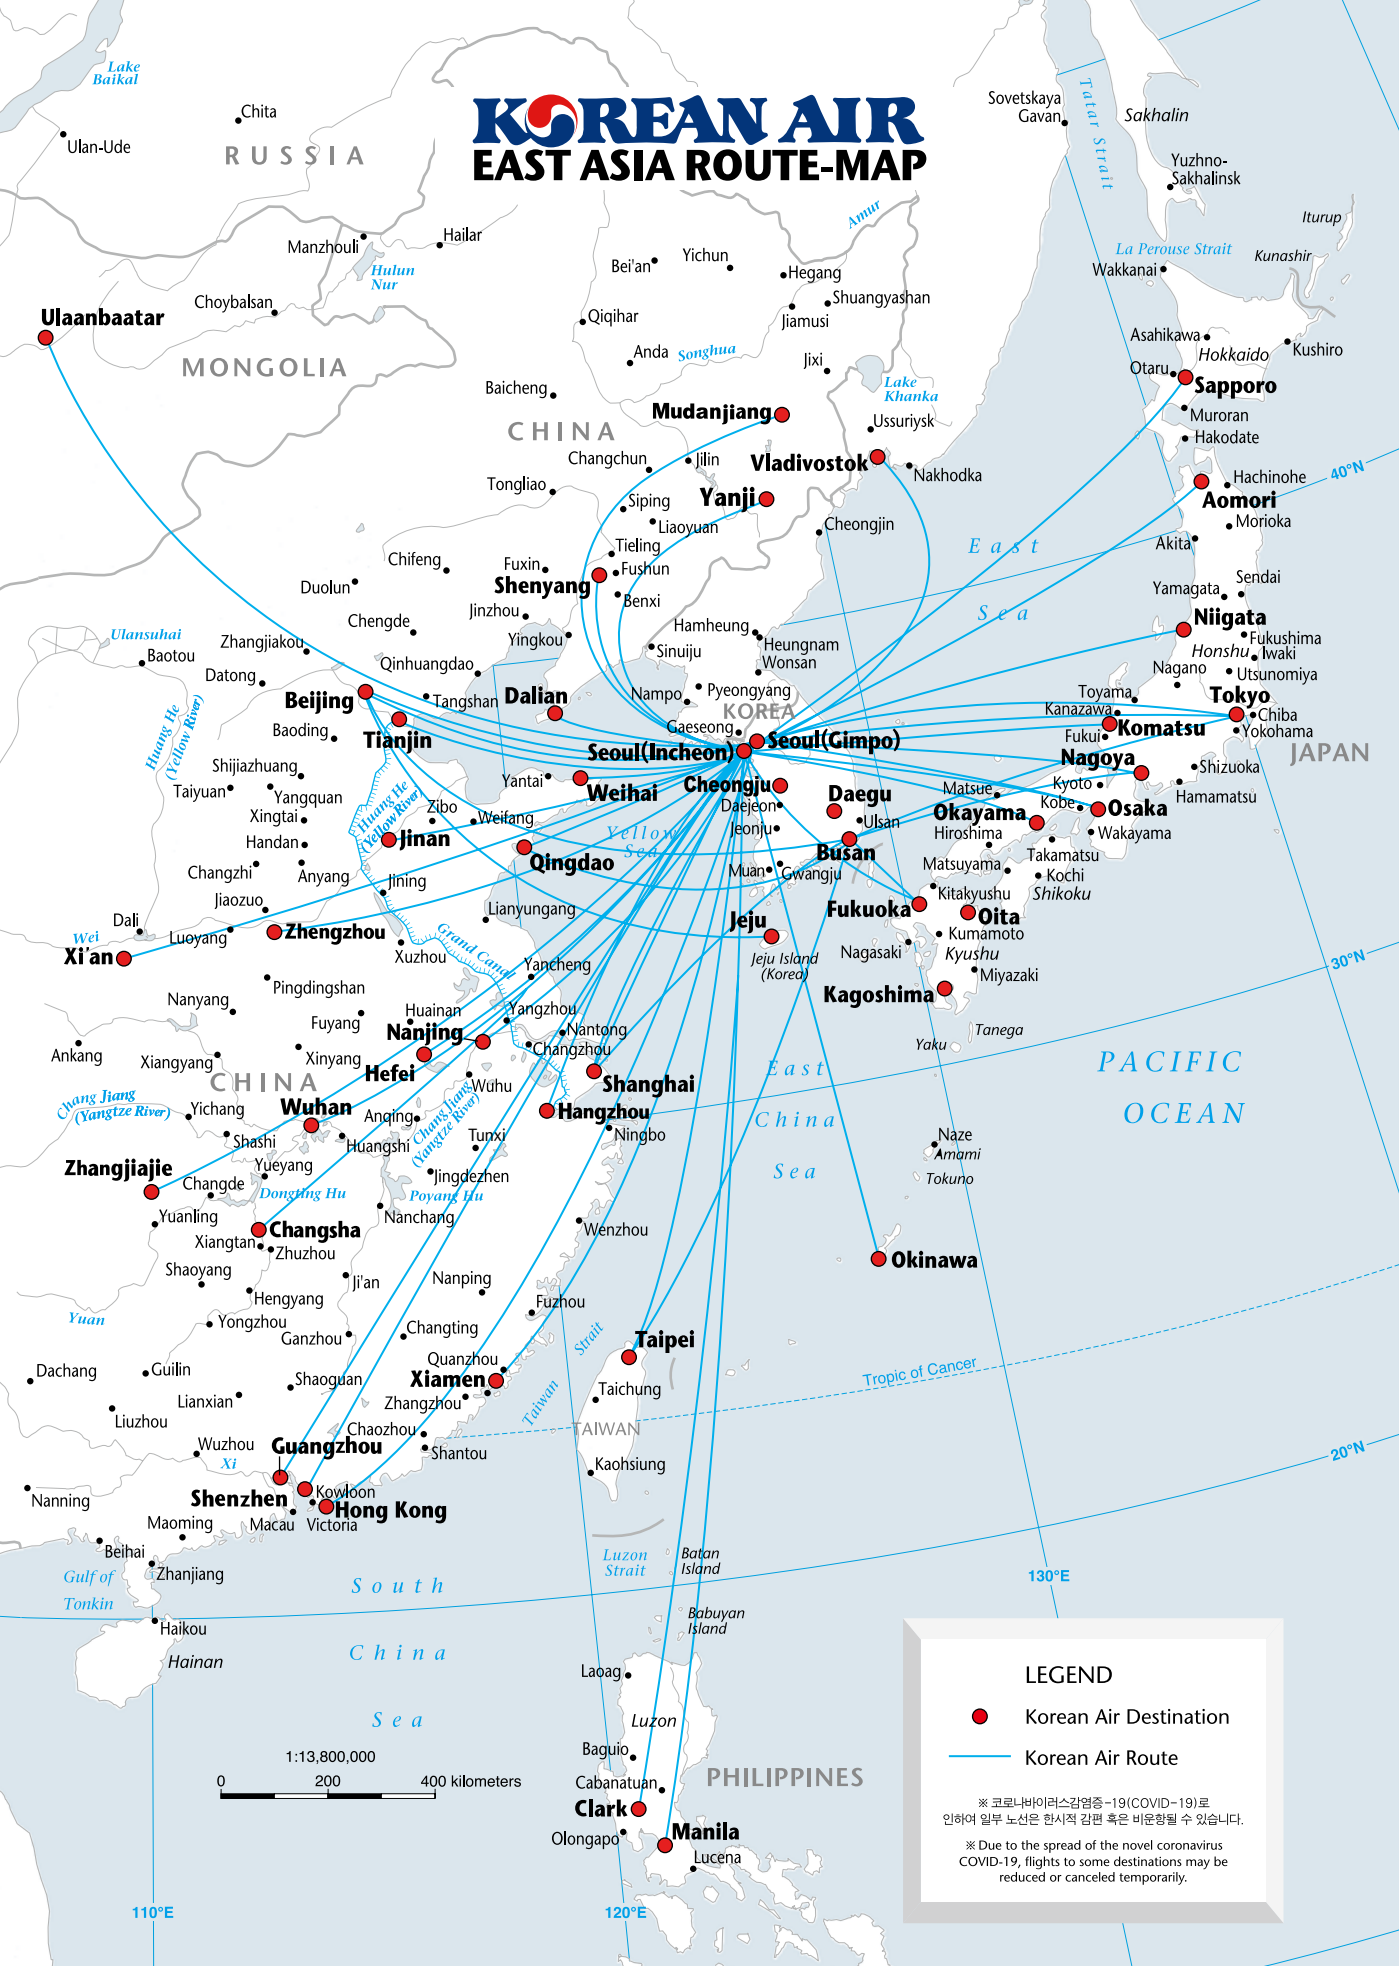 KOREAN AIR
EAST ASIA ROUTE-MAP
Lake
Baikal
Chita
Ulan-Ude
RUSSIA
Sovetskaya
Gavan
Tatar Strait
Sakhalin
Yuzhno-
Sakhalinsk
Iturup
Kunashir
La Perouse Strait
Wakkanai
Amur
Manzhouli
Hailar
Hulun
Nur
Choybalsan
Ulaanbaatar
MONGOLIA
Bei'an
Yichun
Hegang
Shuangyashan
Jiamusi
Qiqihar
Anda
Songhua
Jixi
Baicheng
Lake
Khanka
Mudanjiang
Ussuriysk
CHINA
Changchun
Jilin
Vladivostok
Nakhodka
Tongliao
Yanji
Siping
Liaoyuan
Cheongjin
Tieling
Fuxin
Fushun
Shenyang
Benxi
Chifeng
Duolun
Jinzhou
Chengde
Yingkou
Hamheung
Heungnam
Wonsan
Sinuiju
Asahikawa
Hokkaido
Kushiro
Otaru
Sapporo
Muroran
Hakodate
40°N
Hachinohe
Aomori
Morioka
Akita
East
Sea
Sendai
Yamagata
Niigata
Fukushima
Honshu
Iwaki
Nagano
Utsunomiya
Toyama
Tokyo
Kanazawa
Chiba
Komatsu
Fukui
Yokohama
Nagoya
JAPAN
Shizuoka
Kyoto
Hamamatsu
Matsue
Kobe
Osaka
Okayama
Hiroshima
Wakayama
Takamatsu
Matsuyama
Kochi
Shikoku
Kitakyushu
Fukuoka
Oita
Kumamoto
Nagasaki
Kyushu
Miyazaki
Kagoshima
Tanega
Yaku
30°N
Ulansuhai
Baotou
Zhangjiakou
Qinhuangdao
Datong
Beijing
Tangshan
Dalian
Nampo
Pyeongyang
KOREA
Gaeseong
Baoding
Tianjin
Seoul(Incheon)
Seoul(Gimpo)
Huang He
(Yellow River)
Shijiazhuang
Taiyuan
Yangquan
Yantai
Weihai
Cheongju
Daejeon
Daegu
Ulsan
Xingtai
Huang He
(Yellow River)
Zibo
Weifang
Yellow
Sea
Jeonju
Busan
Handan
Jinan
Qingdao
Changzhi
Anyang
Jining
Muan
Gwangju
Jiaozuo
Lianyungang
Jeju
Dali
Wei
Luoyang
Zhengzhou
Grand Canal
Jeju Island
(Korea)
Xi'an
Xuzhou
Yancheng
Pingdingshan
Nanyang
Huainan
Yangzhou
Fuyang
Nanjing
Nantong
Ankang
Xiangyang
Xinyang
Changzhou
Hefei
CHINA
Wuhu
Shanghai
Chang Jiang
(Yangtze River)
Yichang
Wuhan
Anqing
Chang Jiang
(Yangtze River)
Hangzhou
Shashi
Huangshi
Tunxi
Ningbo
Zhangjiajie
Yueyang
Jingdezhen
Changde
Dongting Hu
Poyang Hu
Yuanling
Changsha
Nanchang
Wenzhou
Xiangtan
Zhuzhou
Shaoyang
Ji'an
Nanping
Hengyang
Fuzhou
Yuan
Yongzhou
Ganzhou
Changting
Strait
Taipei
Dachang
Guilin
Quanzhou
Shaoguan
Xiamen
Taichung
Lianxian
Zhangzhou
Taiwan
Liuzhou
Chaozhou
TAIWAN
Wuzhou
Guangzhou
Xi
Shantou
Kaohsiung
Nanning
Shenzhen
Kowloon
Hong Kong
Macau
Victoria
Maoming
Beihai
Zhanjiang
Gulf of
Tonkin
Haikou
Hainan
East
China
Sea
PACIFIC
OCEAN
Naze
Amami
Tokuno
Okinawa
Tropic of Cancer
20°N
130°E
South
China
Sea
Luzon
Strait
Batan
Island
Babuyan
Island
Laoag
Luzon
Baguio
Cabanatuan
PHILIPPINES
Clark
Olongapo
Manila
Lucena
1:13,800,000
0 200 400 kilometers
110°E
120°E
LEGEND
Korean Air Destination
Korean Air Route
※ 코로나바이러스감염증-19(COVID-19)로
인하여 일부 노선은 한시적 감편 혹은 비운항될 수 있습니다.
※ Due to the spread of the novel coronavirus
COVID-19, flights to some destinations may be
reduced or canceled temporarily.